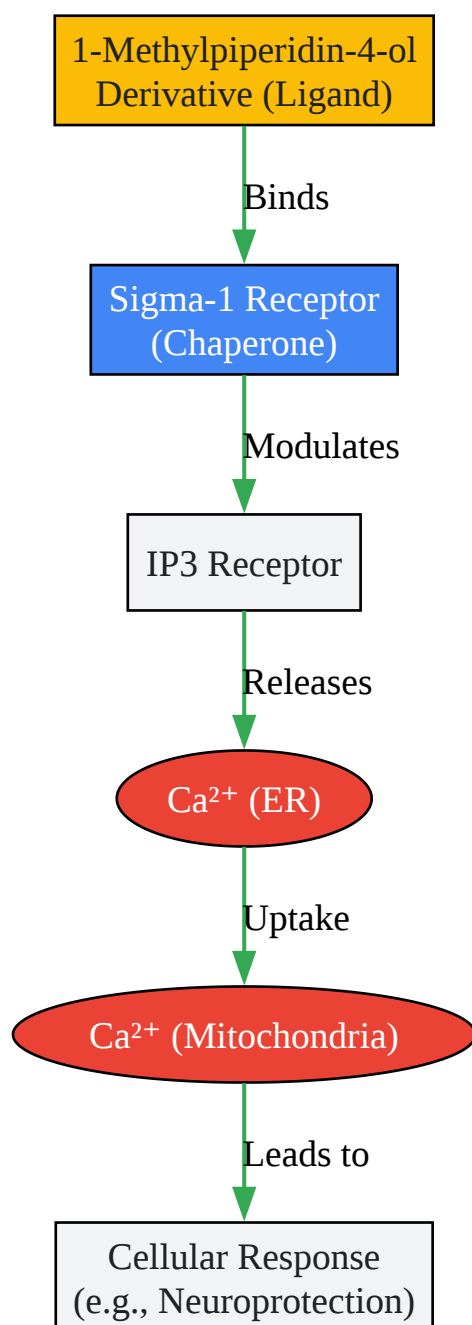 1-Methylpiperidin-4-ol
Derivative (Ligand)
Binds
Sigma-1 Receptor
(Chaperone)
Modulates
IP3 Receptor
Releases
Ca²⁺ (ER)
Uptake
Ca²⁺ (Mitochondria)
Leads to
Cellular Response
(e.g., Neuroprotection)